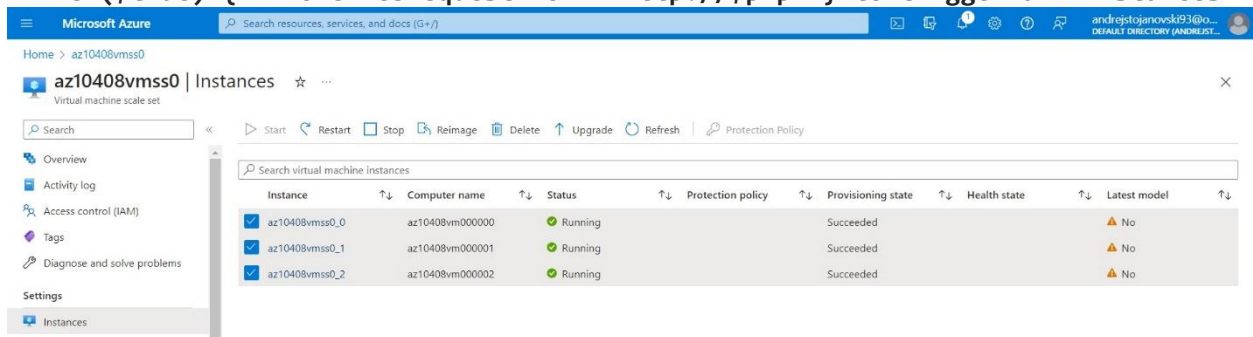 Microsoft Azure
Search resources, services, and docs (G+/)
1
andrejstojanovski93@o...
DEFAULT DIRECTORY (ANDREJST...
Home > az10408vmss0
az10408vmss0 | Instances
Virtual machine scale set
Search
Start Restart Stop Reimage Delete Upgrade Refresh Protection Policy
Overview
Activity log
Access control (IAM)
Tags
Diagnose and solve problems
Settings
Instances
Search virtual machine instances
Instance Computer name Status Protection policy Provisioning state Health state Latest model
az10408vmss0_0 az10408vm000000 Running Succeeded No
az10408vmss0_1 az10408vm000001 Running Succeeded No
az10408vmss0_2 az10408vm000002 Running Succeeded No